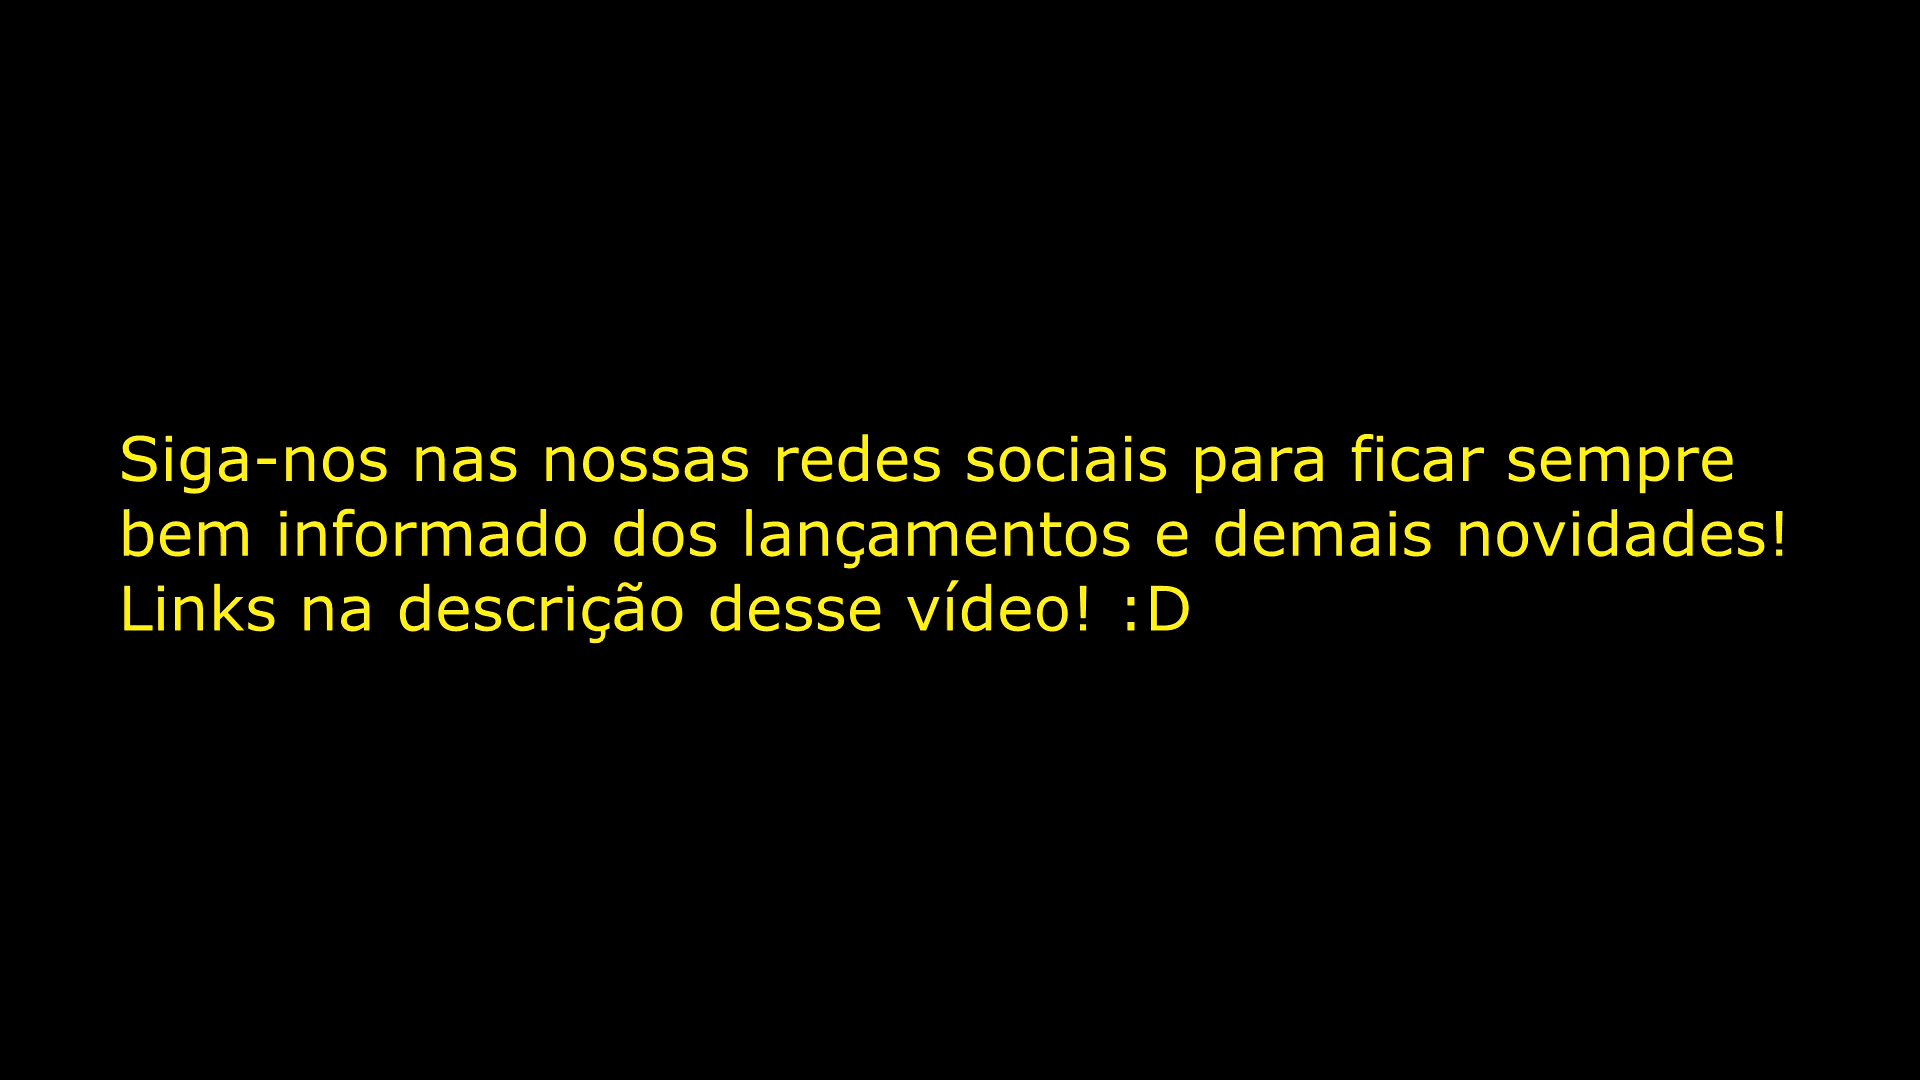 Siga-nos nas nossas redes sociais para ficar sempre
bem informado dos lançamentos e demais novidades!
Links na descrição desse vídeo! :D